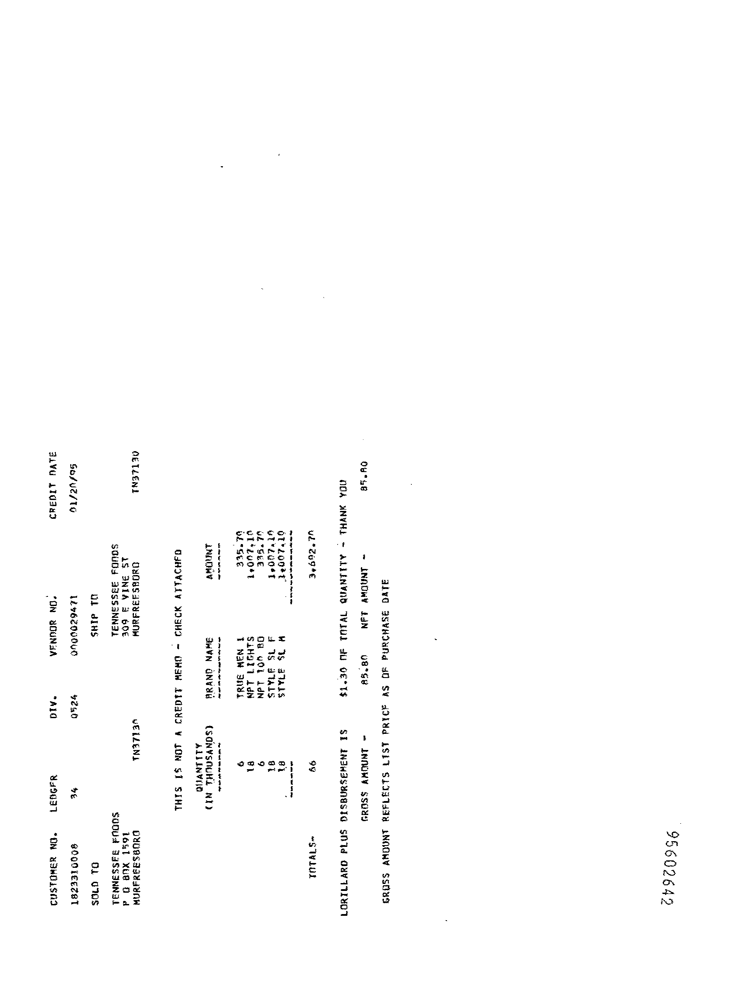 CUSTOMER NO. LEDGER DIV. VENDOR NO. CREDIT DATE
1823310008 34 0524 0000029471 01/20/95
SOLD TO SHIP TO
TENNESSEE FOODS TENNESSEE FOODS
P O BOX 1591 309 E VINE ST
MURFREESBORO TN37130 MURFREESBORO TN37130
THIS IS NOT A CREDIT MEMO - CHECK ATTACHED
QUANTITY
(IN THOUSANDS) BRAND NAME AMOUNT
-------- ---------- ------
6 TRUE MEN 1 335.70
18 NPT LIGHTS 1,007.10
6 NPT 100 BO 335.70
18 STYLE SL F 1,007.10
18 STYLE SL M 1,007.10
------ ------------
TOTALS- 66 3,692.70
LORILLARD PLUS DISBURSEMENT IS $1.30 OF TOTAL QUANTITY - THANK YOU
GROSS AMOUNT - 85.80 NET AMOUNT - 85.80
GROSS AMOUNT REFLECTS LIST PRICE AS OF PURCHASE DATE
95602642